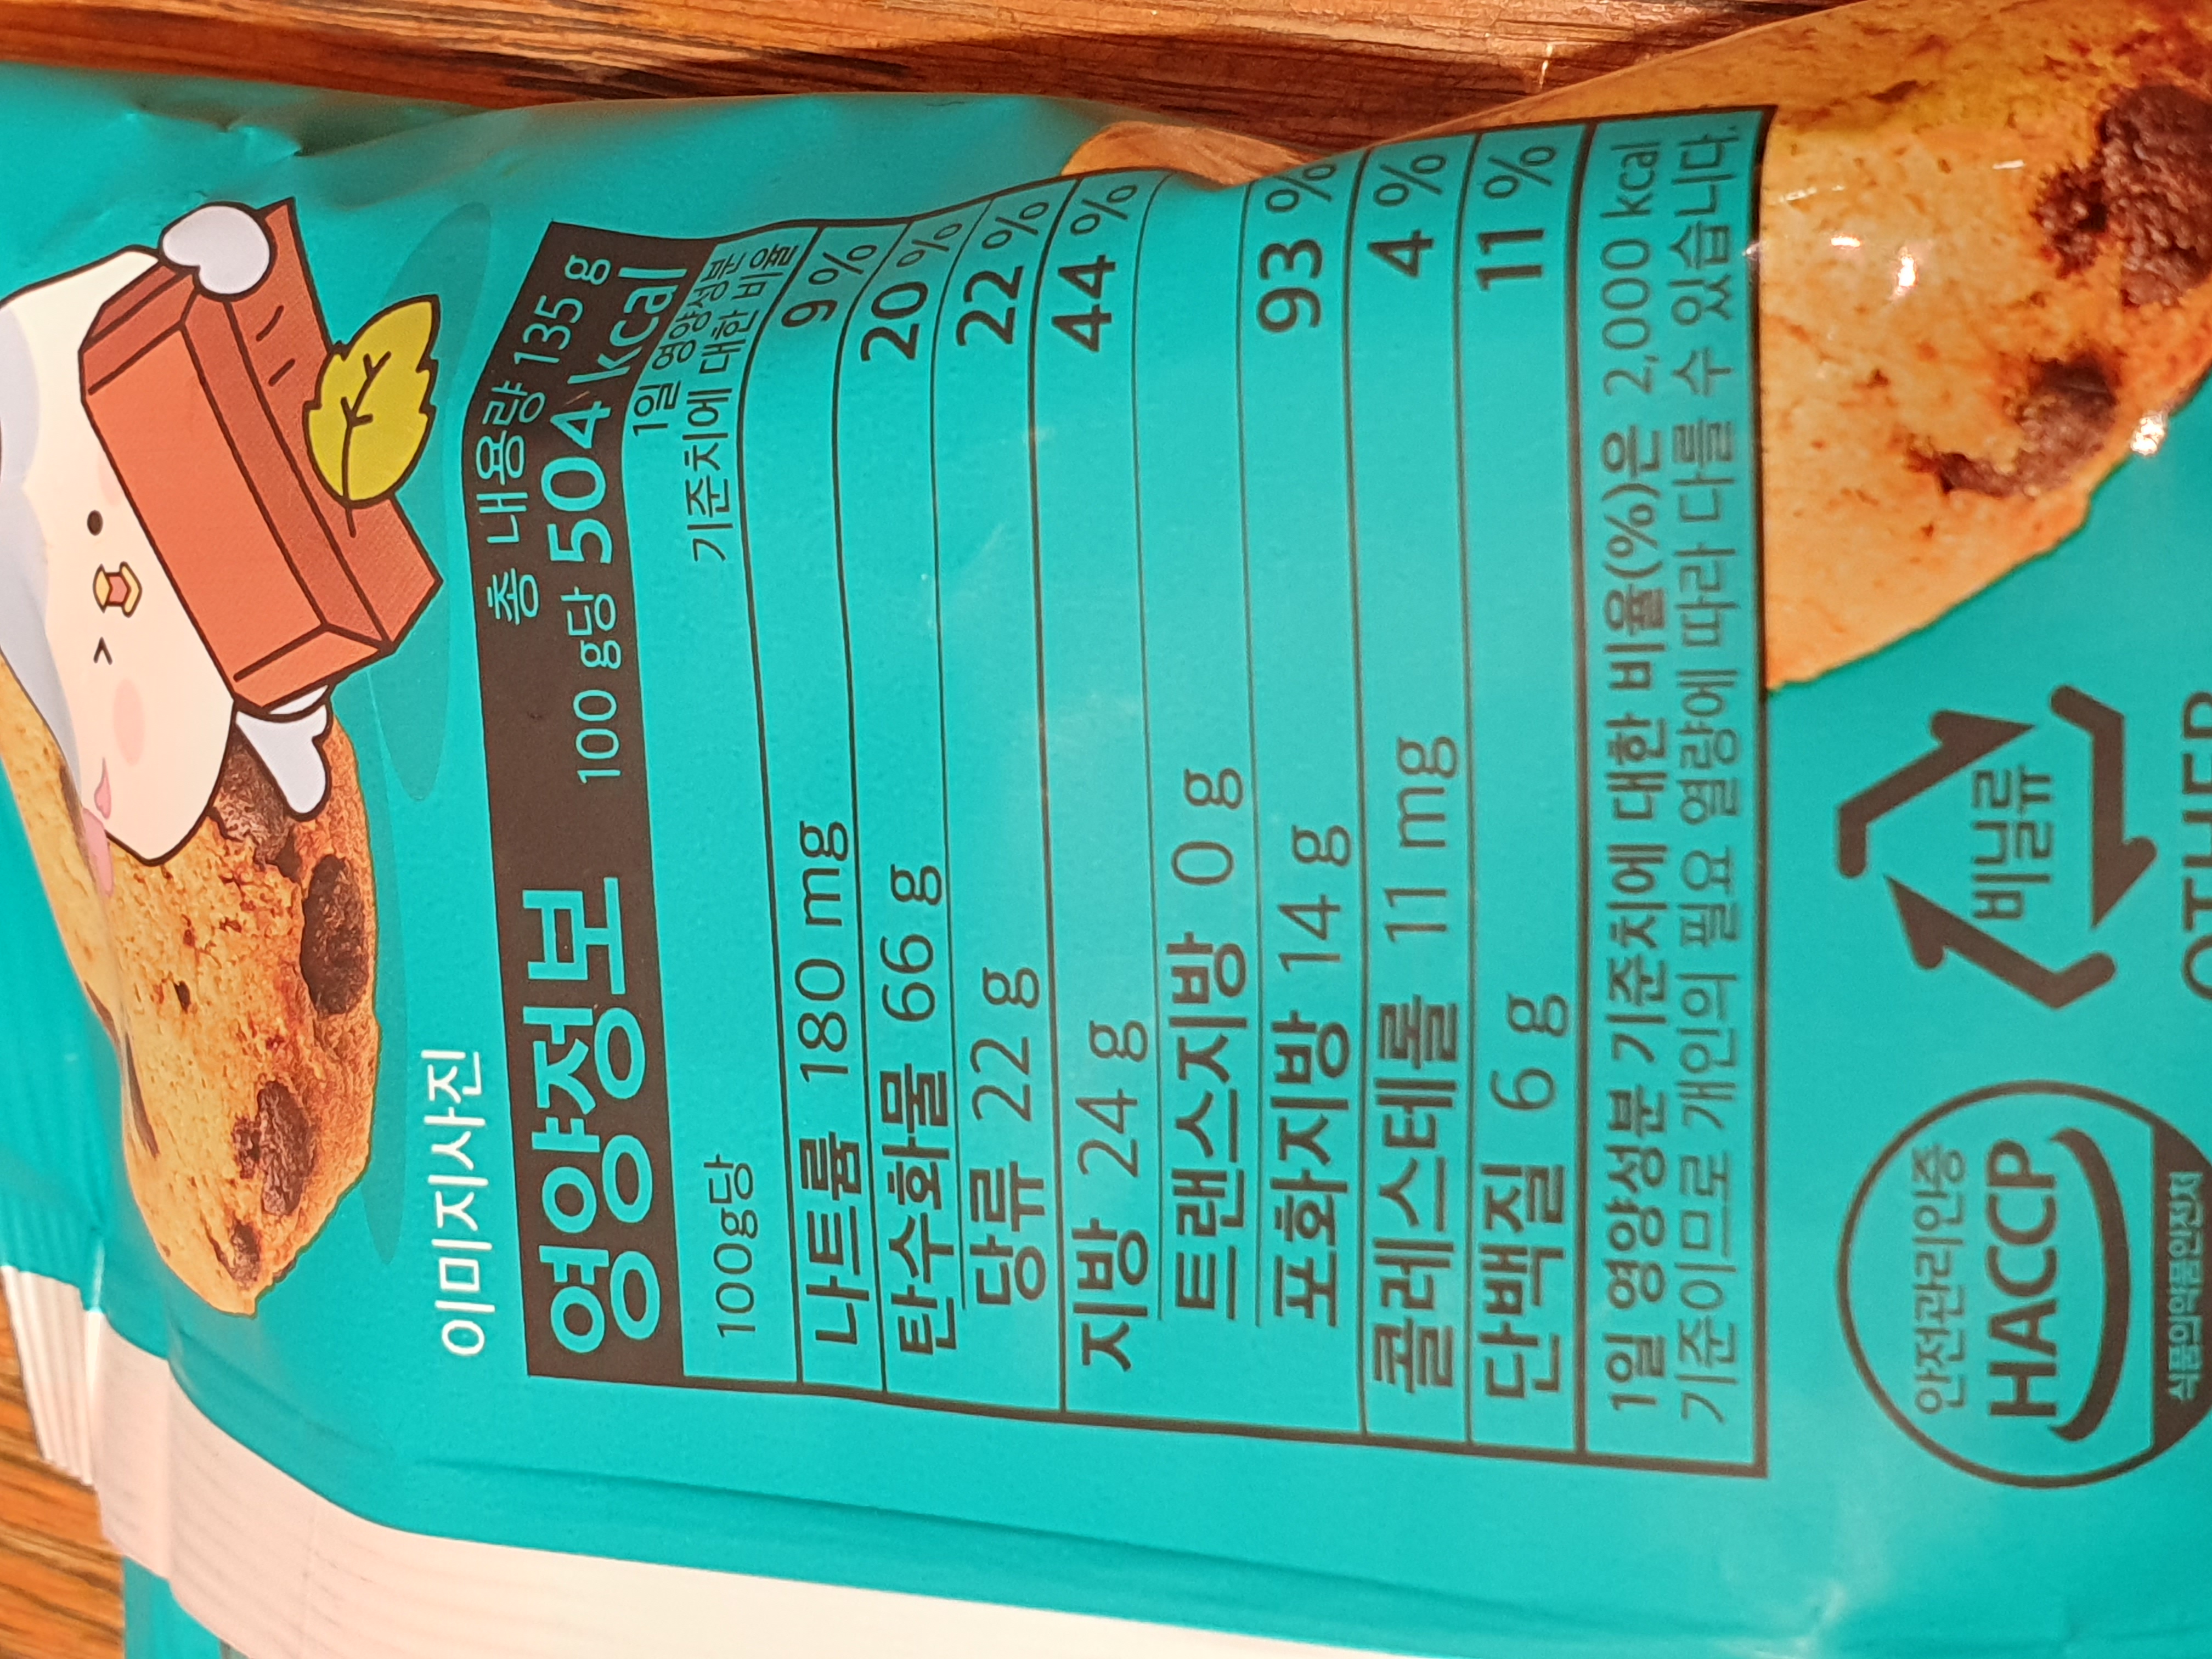 이미지사진
영양정보
총 내용량 135 g
100 g당 504 kcal
100g당
1일 영양성분
기준치에 대한 비율
나트륨 180 mg 9 %
탄수화물 66 g 20 %
당류 22 g 22 %
지방 24 g 44 %
트랜스지방 0 g
포화지방 14 g 93 %
콜레스테롤 11 mg 4 %
단백질 6 g 11 %
1일 영양성분 기준치에 대한 비율(%)은 2,000 kcal
기준이므로 개인의 필요 열량에 따라 다를 수 있습니다.
안전관리인증
HACCP
식품의약품안전처
비닐류
OTHER